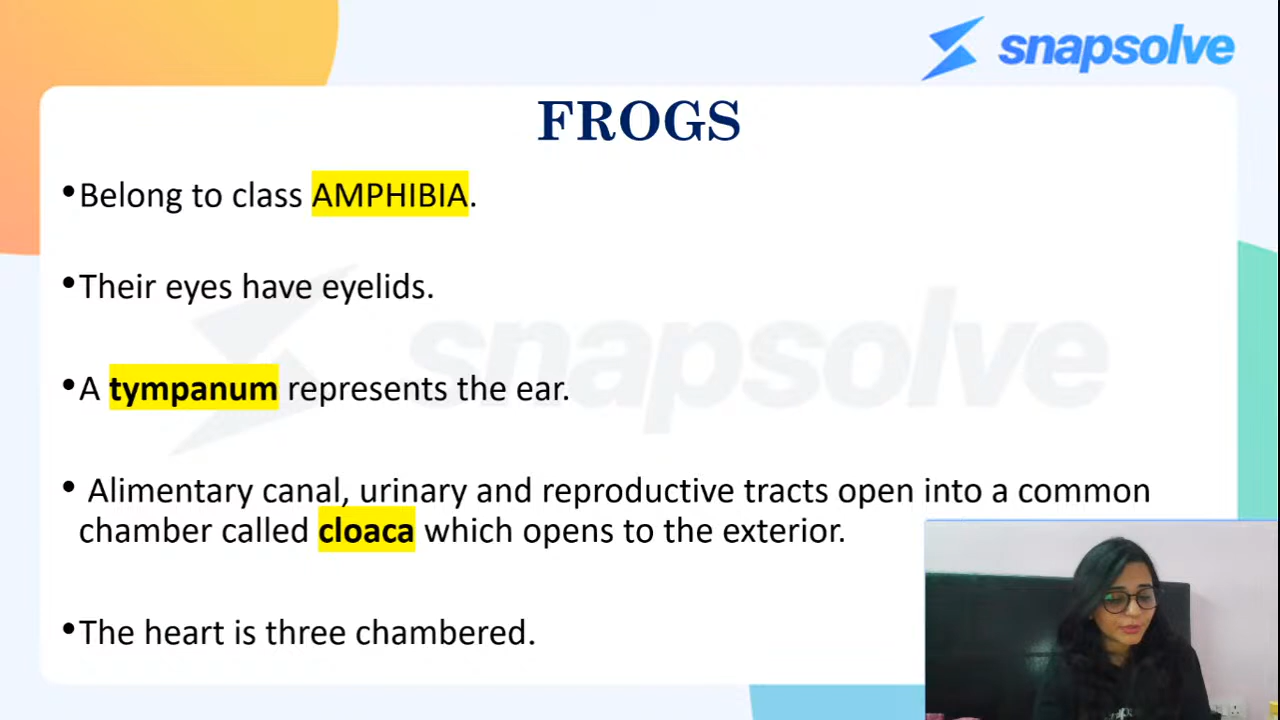 snapsolve
FROGS
•Belong to class AMPHIBIA.
•Their eyes have eyelids.
snapsolve
•A tympanum represents the ear.
• Alimentary canal, urinary and reproductive tracts open into a common
chamber called cloaca which opens to the exterior.
•The heart is three chambered.